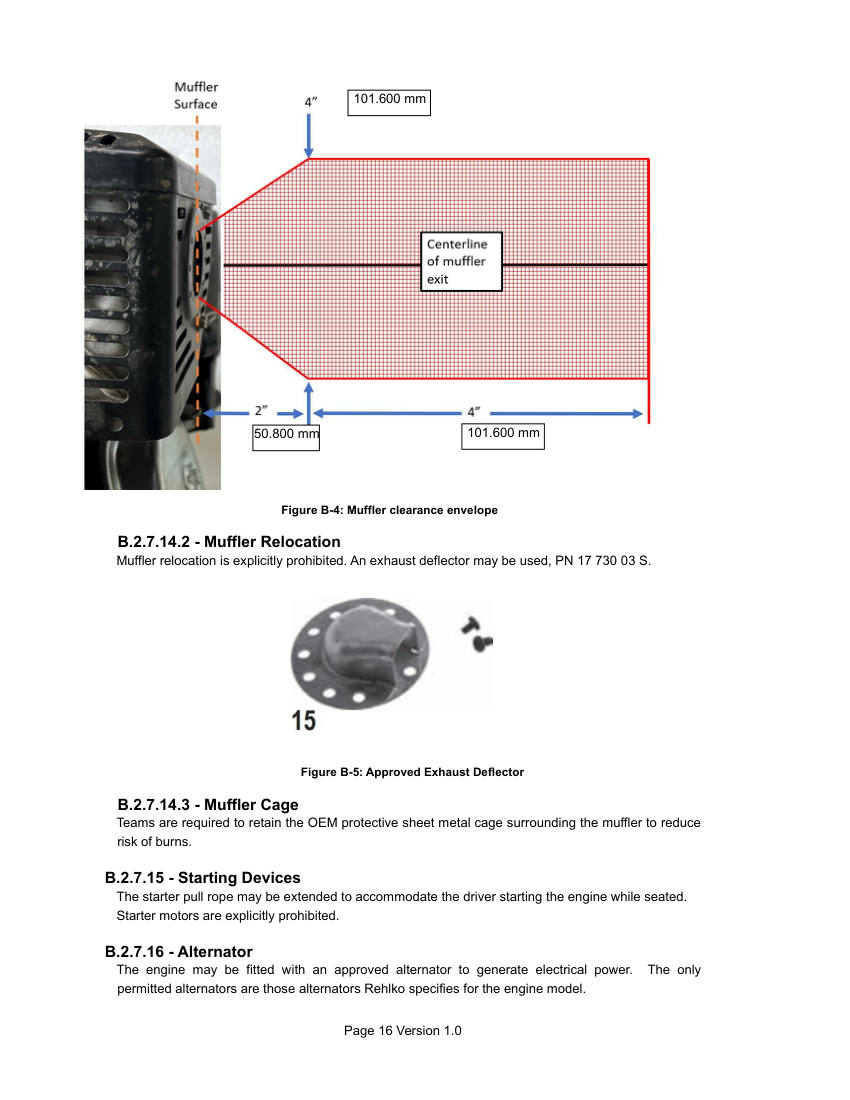 Muffler
Surface
4”
101.600 mm
Centerline
of muffler
exit
2”
4”
50.800 mm
101.600 mm
Figure B-4: Muffler clearance envelope
B.2.7.14.2 - Muffler Relocation
Muffler relocation is explicitly prohibited. An exhaust deflector may be used, PN 17 730 03 S.
15
Figure B-5: Approved Exhaust Deflector
B.2.7.14.3 - Muffler Cage
Teams are required to retain the OEM protective sheet metal cage surrounding the muffler to reduce
risk of burns.
B.2.7.15 - Starting Devices
The starter pull rope may be extended to accommodate the driver starting the engine while seated.
Starter motors are explicitly prohibited.
B.2.7.16 - Alternator
The engine may be fitted with an approved alternator to generate electrical power. The only
permitted alternators are those alternators Rehlko specifies for the engine model.
Page 16 Version 1.0